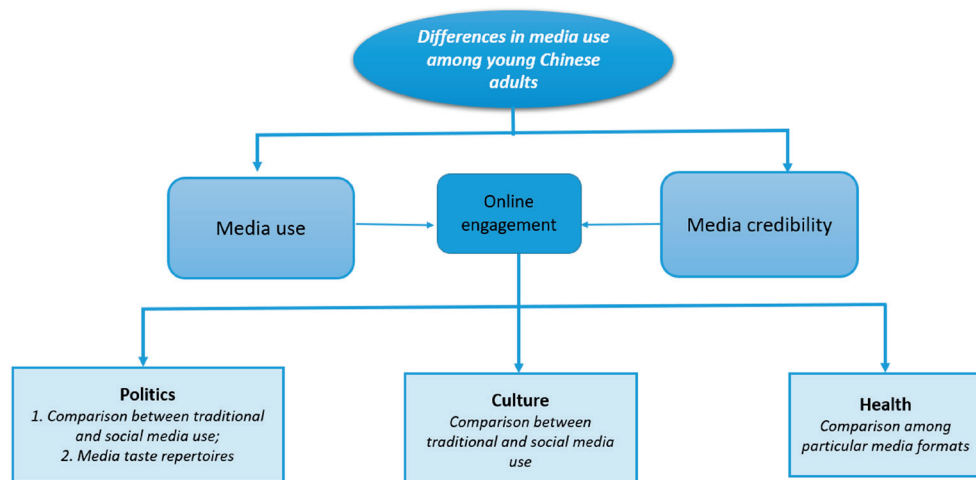 Differences in media use
among young Chinese
adults
Media use
Online
engagement
Media credibility
Politics
1. Comparison between traditional
and social media use;
2. Media taste repertoires
Culture
Comparison between
traditional and social media
use
Health
Comparison among
particular media formats